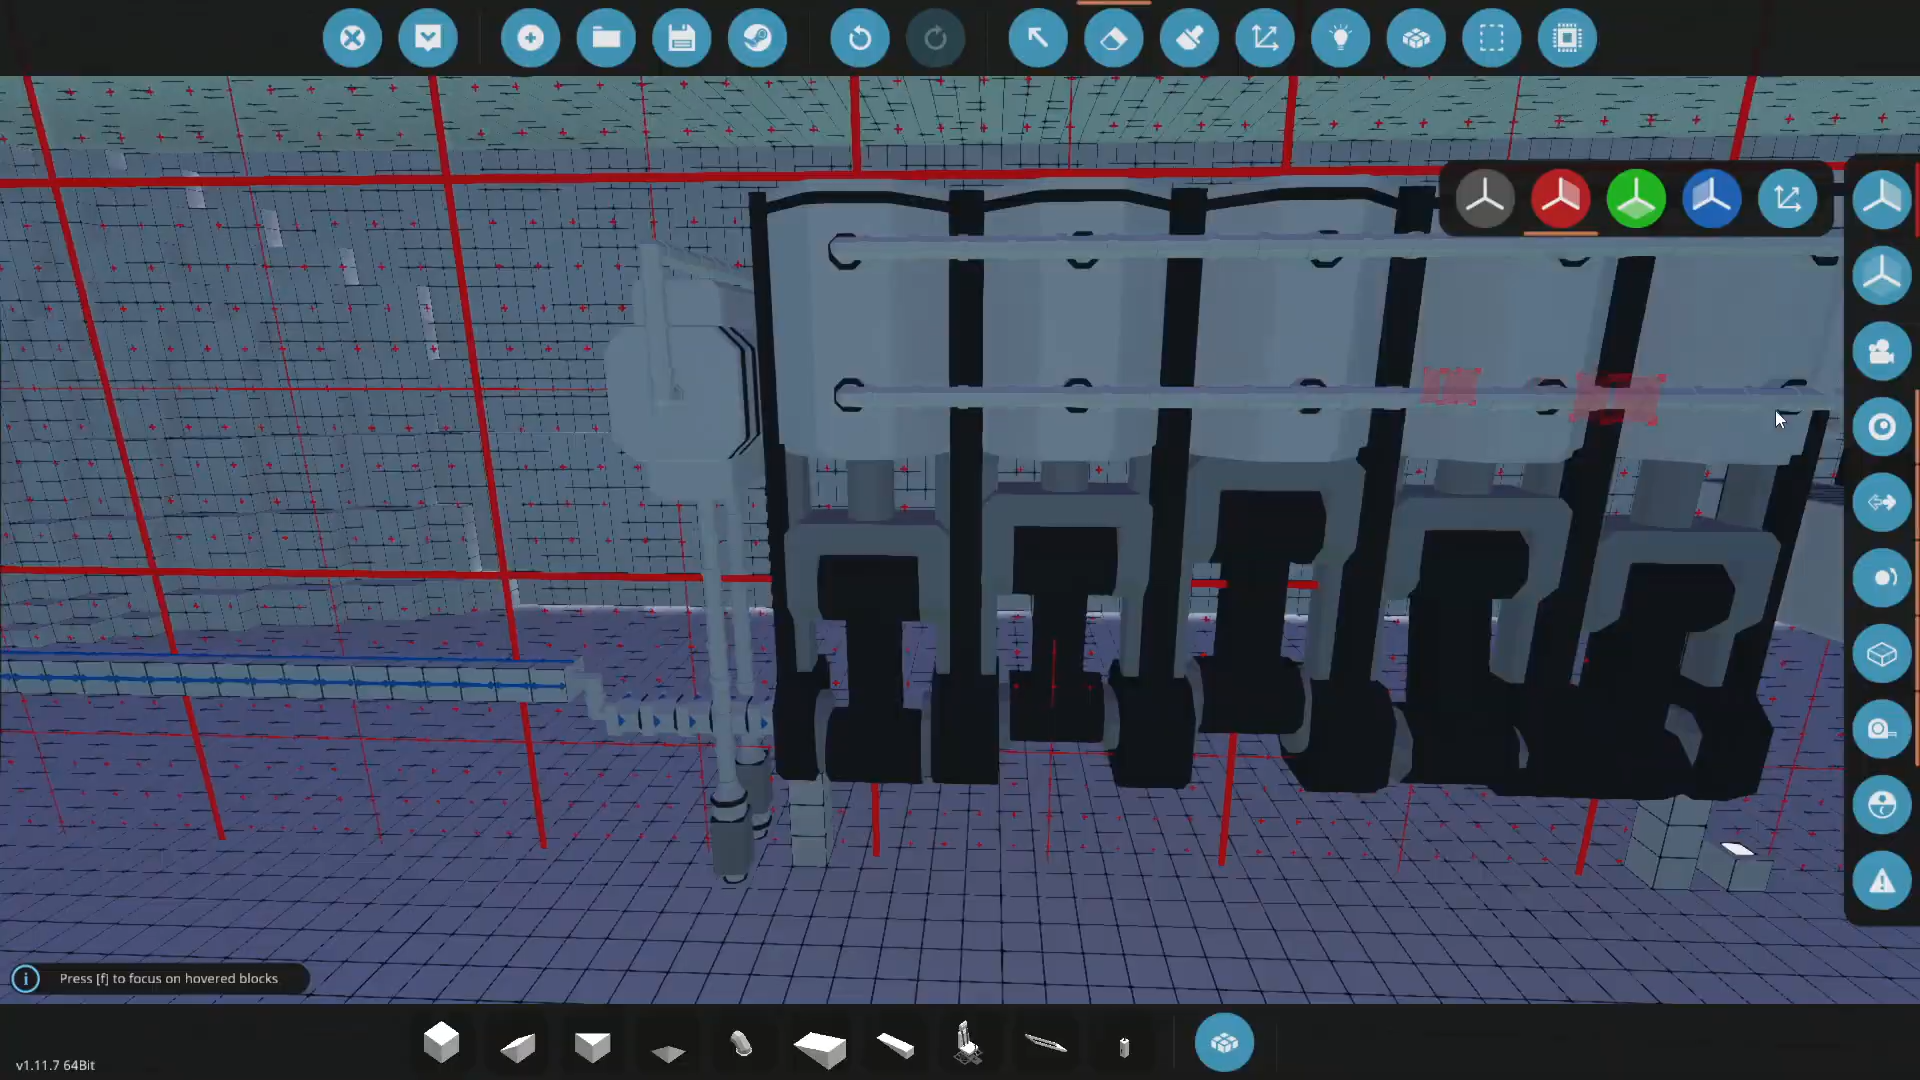 Press [f] to focus on hovered blocks
v1.11.7 64Bit